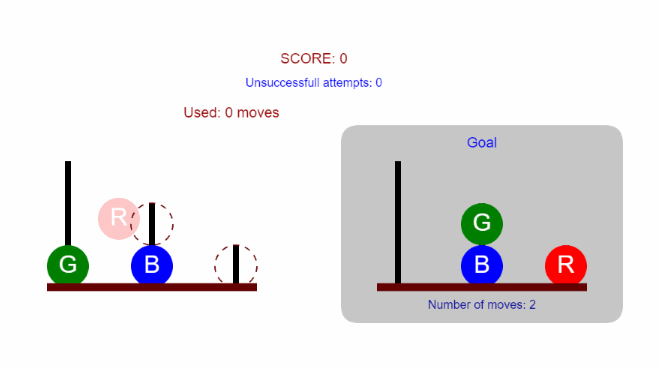 SCORE: 0
Unsuccessfull attempts: 0
Used: 0 moves
Goal
R
G
G
B
B
R
Number of moves: 2